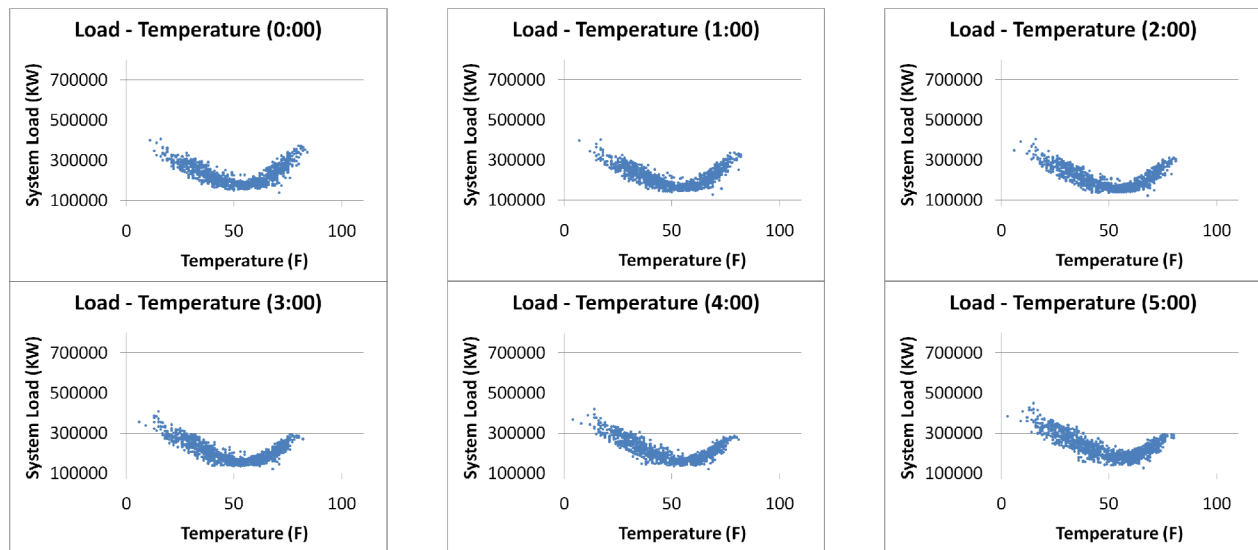 Load - Temperature (0:00)
System Load (KW)
700000
500000
300000
100000
0
50
100
Temperature (F)
Load - Temperature (1:00)
System Load (KW)
700000
500000
300000
100000
0
50
100
Temperature (F)
Load - Temperature (2:00)
System Load (KW)
700000
500000
300000
100000
0
50
100
Temperature (F)
Load - Temperature (3:00)
System Load (KW)
700000
500000
300000
100000
0
50
100
Temperature (F)
Load - Temperature (4:00)
System Load (KW)
700000
500000
300000
100000
0
50
100
Temperature (F)
Load - Temperature (5:00)
System Load (KW)
700000
500000
300000
100000
0
50
100
Temperature (F)